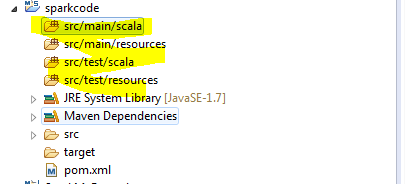 sparkcode
src/main/scala
src/main/resources
src/test/scala
src/test/resources
JRE System Library [JavaSE-1.7]
Maven Dependencies
src
target
pom.xml